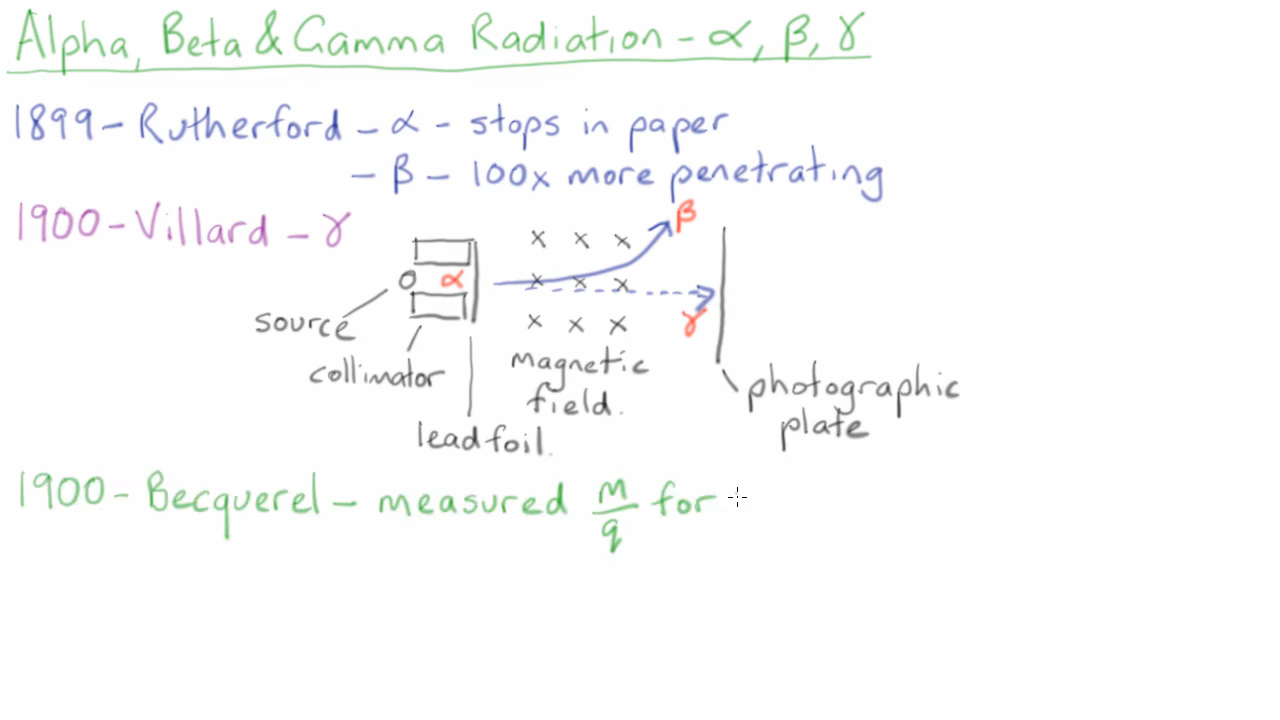 Alpha, Beta & Gamma Radiation - α, β, γ
1899 - Rutherford - α - stops in paper
- β - 100x more penetrating
1900 - Villard - γ
β
x x x
α
x x x
γ
x x x
source
collimator
lead foil.
magnetic
field.
photographic
plate
1900 - Becquerel - measured m/q for